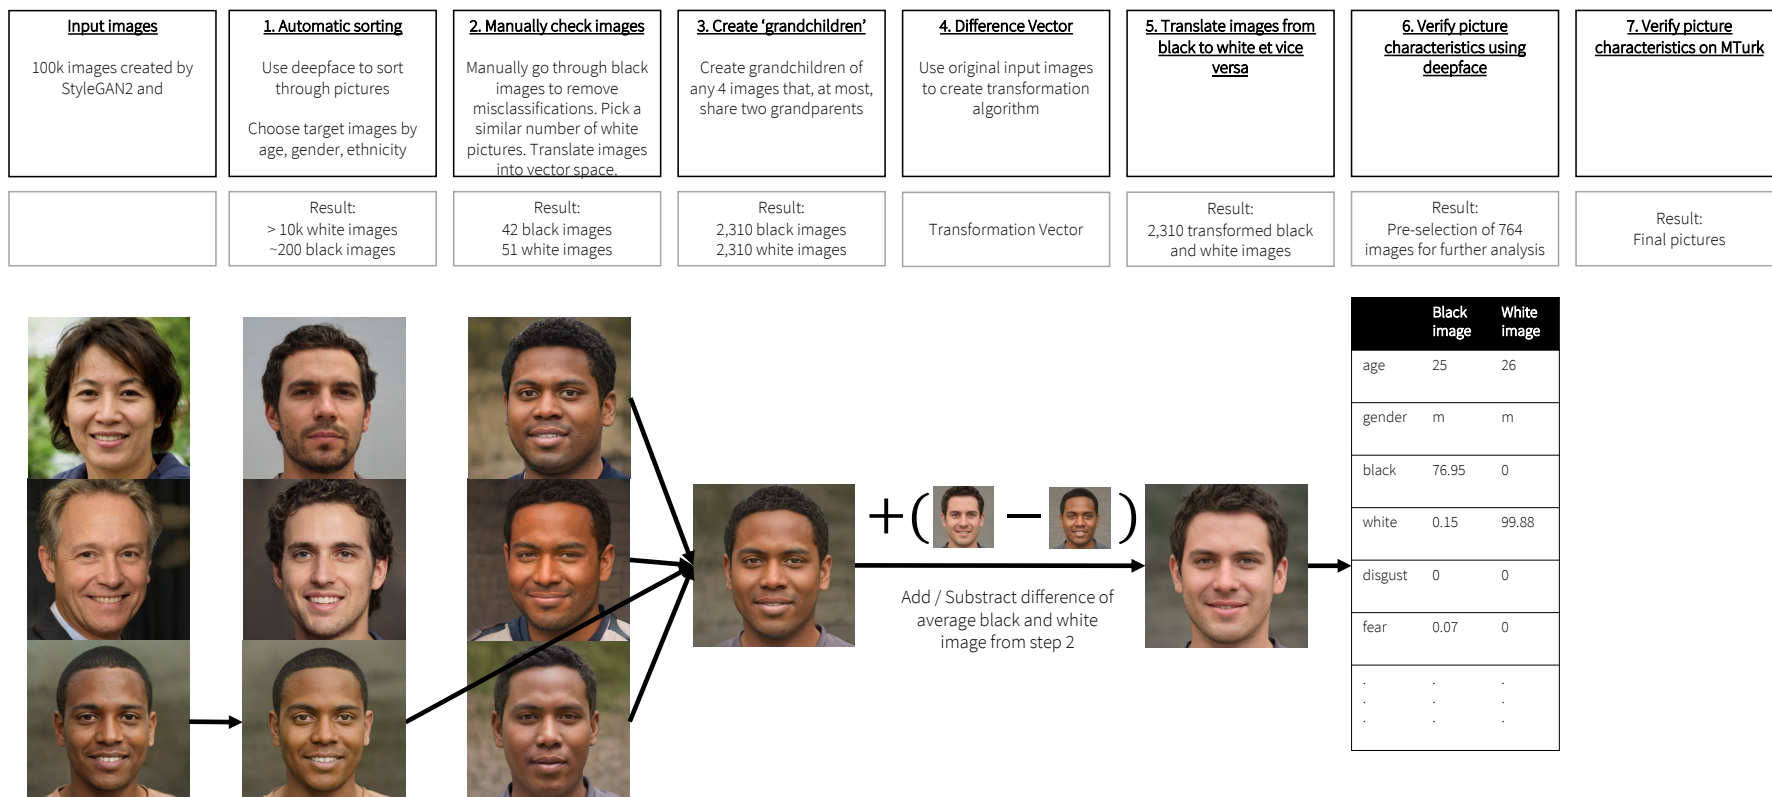 Input images
100k images created by
StyleGAN2 and
1. Automatic sorting
Use deepface to sort
through pictures
Choose target images by
age, gender, ethnicity
2. Manually check images
Manually go through black
images to remove
misclassifications. Pick a
similar number of white
pictures. Translate images
into vector space.
3. Create 'grandchildren'
Create grandchildren of
any 4 images that, at most,
share two grandparents
4. Difference Vector
Use original input images
to create transformation
algorithm
5. Translate images from
black to white et vice
versa
6. Verify picture
characteristics using
deepface
7. Verify picture
characteristics on MTurk
Result:
> 10k white images
~200 black images
Result:
42 black images
51 white images
Result:
2,310 black images
2,310 white images
Transformation Vector
Result:
2,310 transformed black
and white images
Result:
Pre-selection of 764
images for further analysis
Result:
Final pictures
+ ( − )
Add / Substract difference of
average black and white
image from step 2
Black image White image
age 25 26
gender m m
black 76.95 0
white 0.15 99.88
disgust 0 0
fear 0.07 0
. . .
. . .
. . .